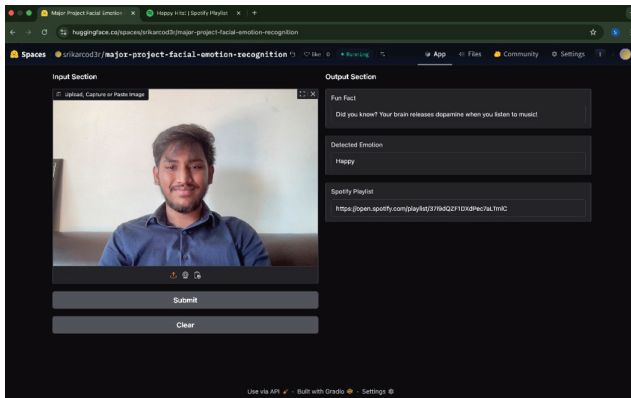 Major Project Facial Emotion
Happy Hits! | Spotify Playlist
huggingface.co/spaces/srikarcod3r/major-project-facial-emotion-recognition
Spaces
srikarcod3r/major-project-facial-emotion-recognition
like 0
Running
App
Files
Community
Settings
Input Section
Output Section
Upload, Capture or Paste Image
Fun Fact
Did you know? Your brain releases dopamine when you listen to music!
Detected Emotion
Happy
Spotify Playlist
https://open.spotify.com/playlist/37i9dQZF1DXdPec7aLTmlC
Submit
Clear
Use via API · Built with Gradio · Settings